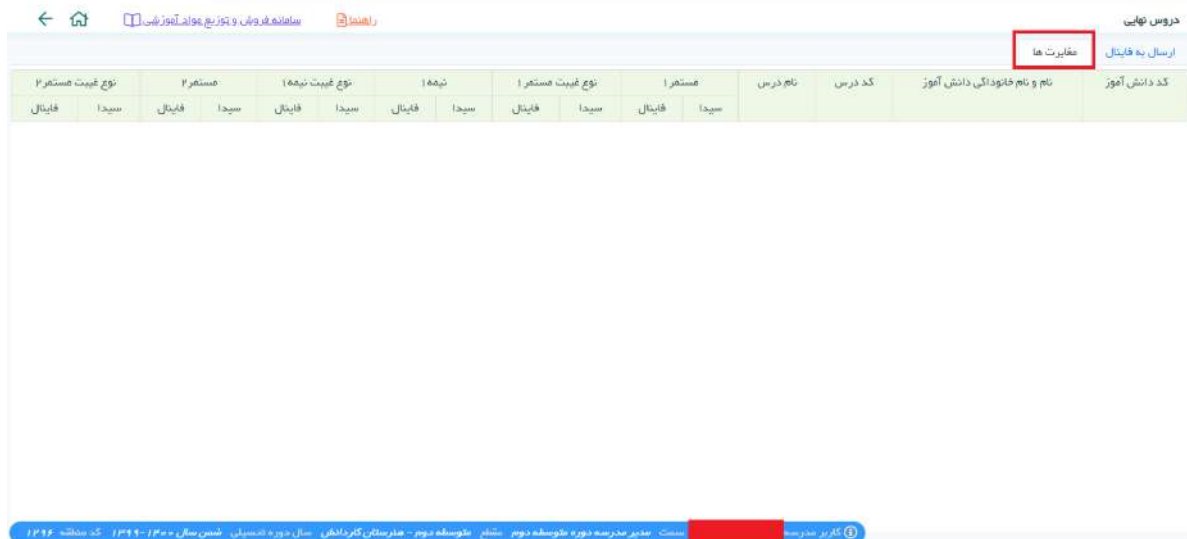 دروس نهایی
راهنما
سامانه فروش و توزیع مواد آموزشی
ارسال به فاینال
مغایرت ها
کد دانش آموز نام و نام خانوادگی دانش آموز کد درس نام درس مستمر ۱ نوع غیبت مستمر ۱ نیمه ۱ نوع غیبت نیمه ۱ مستمر ۲ نوع غیبت مستمر ۲
سیدا فاینال سیدا فاینال سیدا فاینال سیدا فاینال سیدا فاینال سیدا فاینال
کاربر مدرسه سمت مدیر مدرسه دوره متوسطه دوم مقطع متوسطه دوم - هنرستان کاردانش سال دوره تحصیلی شمس سال ۱۴۰۰-۱۳۹۹ کد منطقه ۱۲۹۶